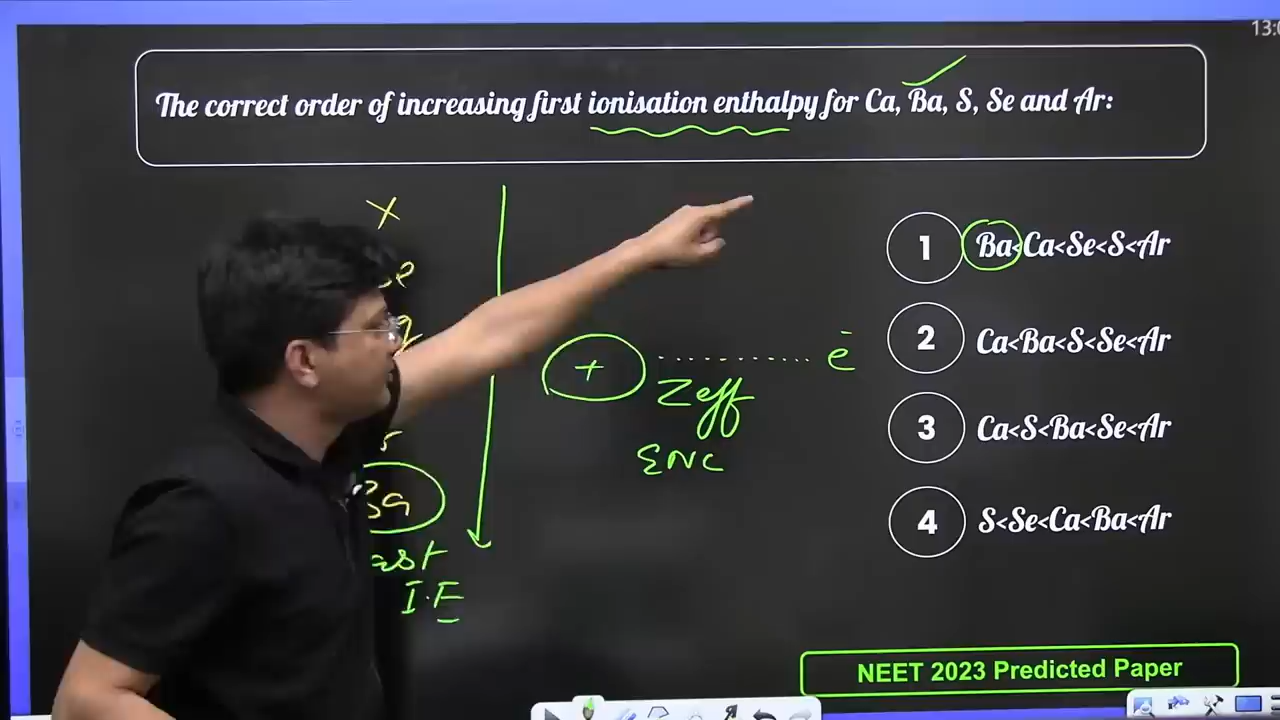 13:0
The correct order of increasing first ionisation enthalpy for Ca, Ba, S, Se and Ar:
1 Ba<Ca<Se<S<Ar
2 Ca<Ba<S<Se<Ar
3 Ca<S<Ba<Se<Ar
4 S<Se<Ca<Ba<Ar
+ e-
Zeff
ENC
I.E
NEET 2023 Predicted Paper